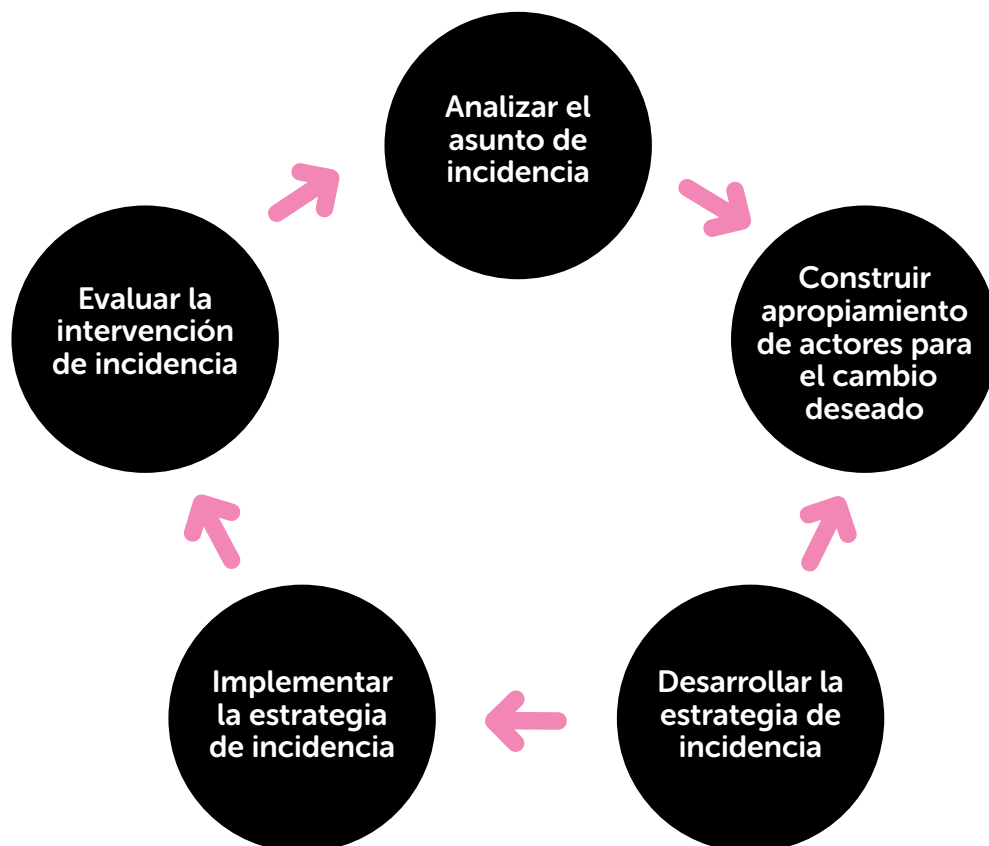 Analizar el
asunto de
incidencia
Construir
apropiamiento
de actores para
el cambio
deseado
Desarrollar la
estrategia de
incidencia
Implementar
la estrategia
de incidencia
Evaluar la
intervención
de incidencia